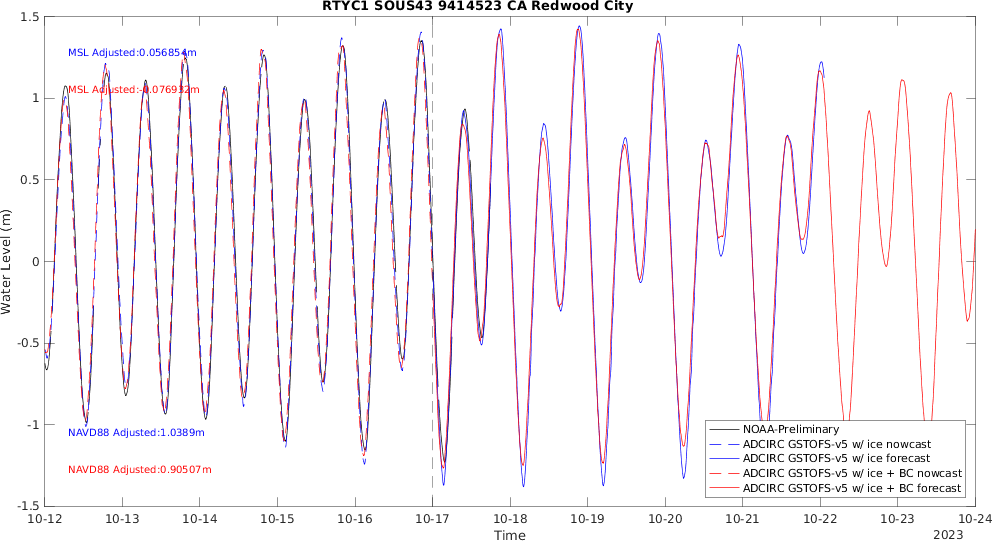 RTYC1 SOUS43 9414523 CA Redwood City
MSL Adjusted:0.056854m
MSL Adjusted:-0.076932m
NAVD88 Adjusted:1.0389m
NAVD88 Adjusted:0.90507m
Water Level (m)
1.5
1
0.5
0
-0.5
-1
-1.5
NOAA-Preliminary
ADCIRC GSTOFS-v5 w/ ice nowcast
ADCIRC GSTOFS-v5 w/ ice forecast
ADCIRC GSTOFS-v5 w/ ice + BC nowcast
ADCIRC GSTOFS-v5 w/ ice + BC forecast
10-12 10-13 10-14 10-15 10-16 10-17 10-18 10-19 10-20 10-21 10-22 10-23 10-24
Time
2023